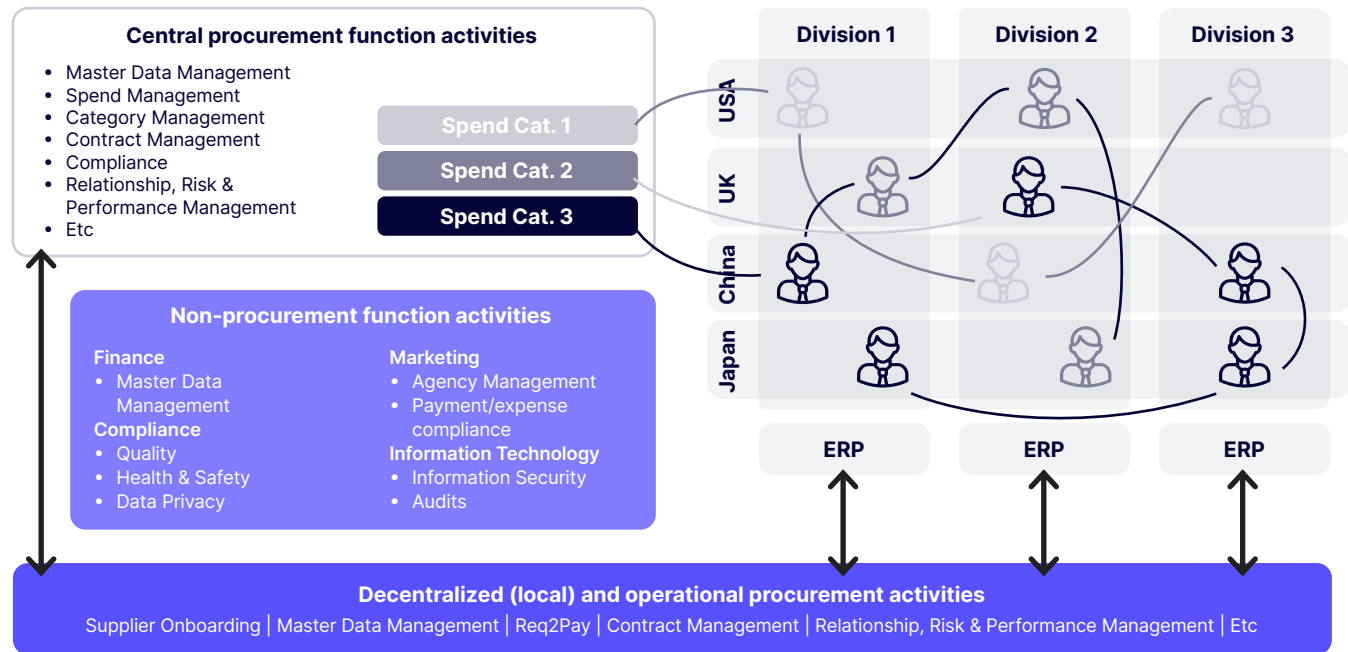 Central procurement function activities
• Master Data Management
• Spend Management
• Category Management
• Contract Management
• Compliance
• Relationship, Risk &
Performance Management
• Etc
Spend Cat. 1
Spend Cat. 2
Spend Cat. 3
Non-procurement function activities
Finance
• Master Data
Management
Compliance
• Quality
• Health & Safety
• Data Privacy
Marketing
• Agency Management
• Payment/expense
compliance
Information Technology
• Information Security
• Audits
Division 1
Division 2
Division 3
USA
UK
China
Japan
ERP
ERP
ERP
Decentralized (local) and operational procurement activities
Supplier Onboarding | Master Data Management | Req2Pay | Contract Management | Relationship, Risk & Performance Management | Etc